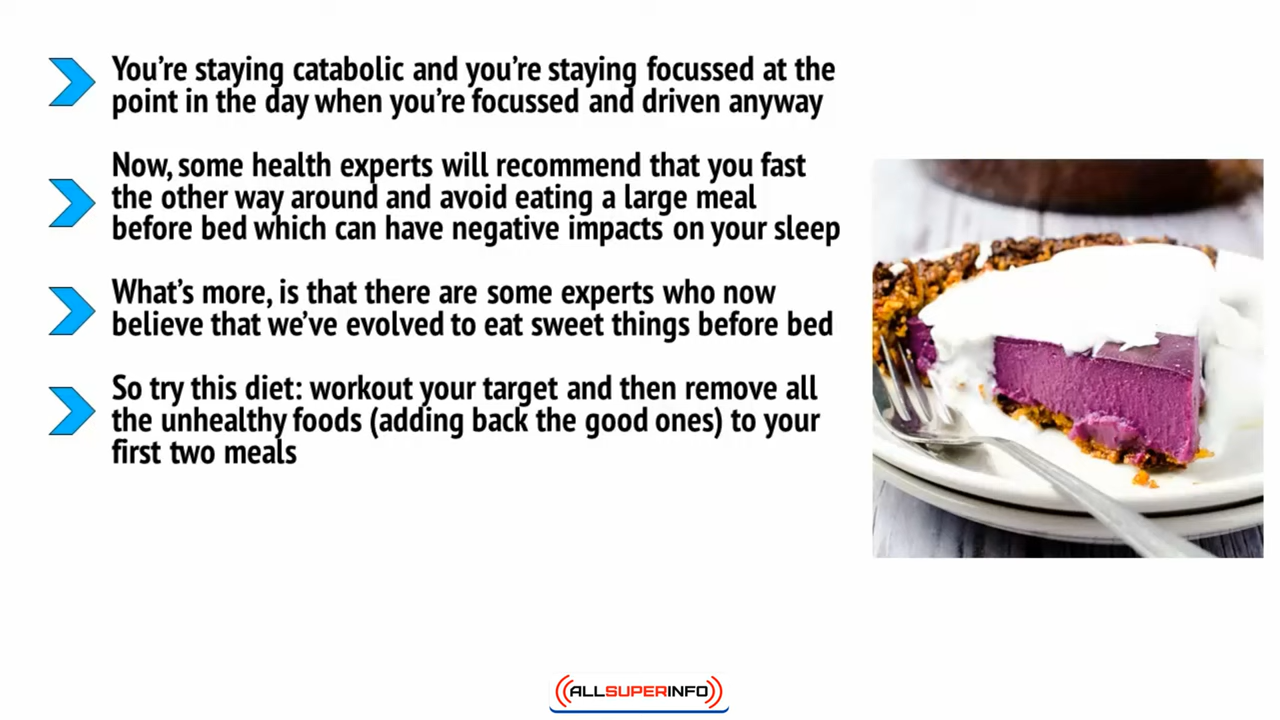 You're staying catabolic and you're staying focussed at the
point in the day when you're focussed and driven anyway
Now, some health experts will recommend that you fast
the other way around and avoid eating a large meal
before bed which can have negative impacts on your sleep
What's more, is that there are some experts who now
believe that we've evolved to eat sweet things before bed
So try this diet: workout your target and then remove all
the unhealthy foods (adding back the good ones) to your
first two meals
ALLSUPERINFO